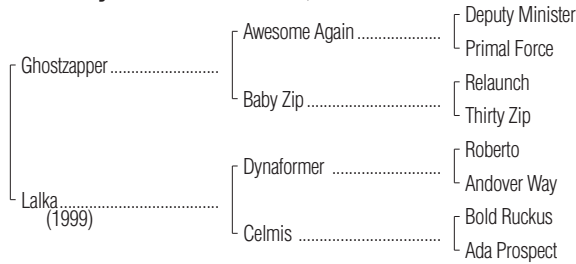 Deputy Minister
Awesome Again
Primal Force
Ghostzapper
Relaunch
Baby Zip
Thirty Zip
Roberto
Dynaformer
Andover Way
Lalka
(1999)
Bold Ruckus
Celmis
Ada Prospect